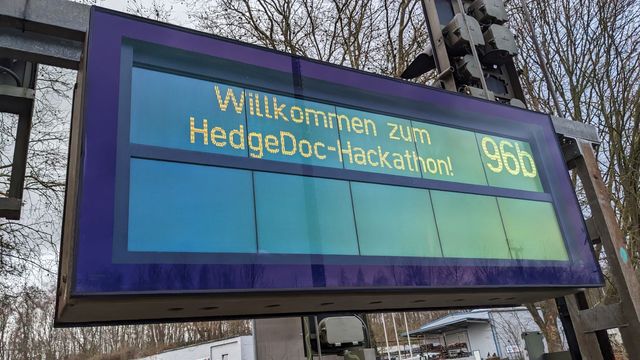 Willkommen zum
HedgeDoc-Hackathon!
96b